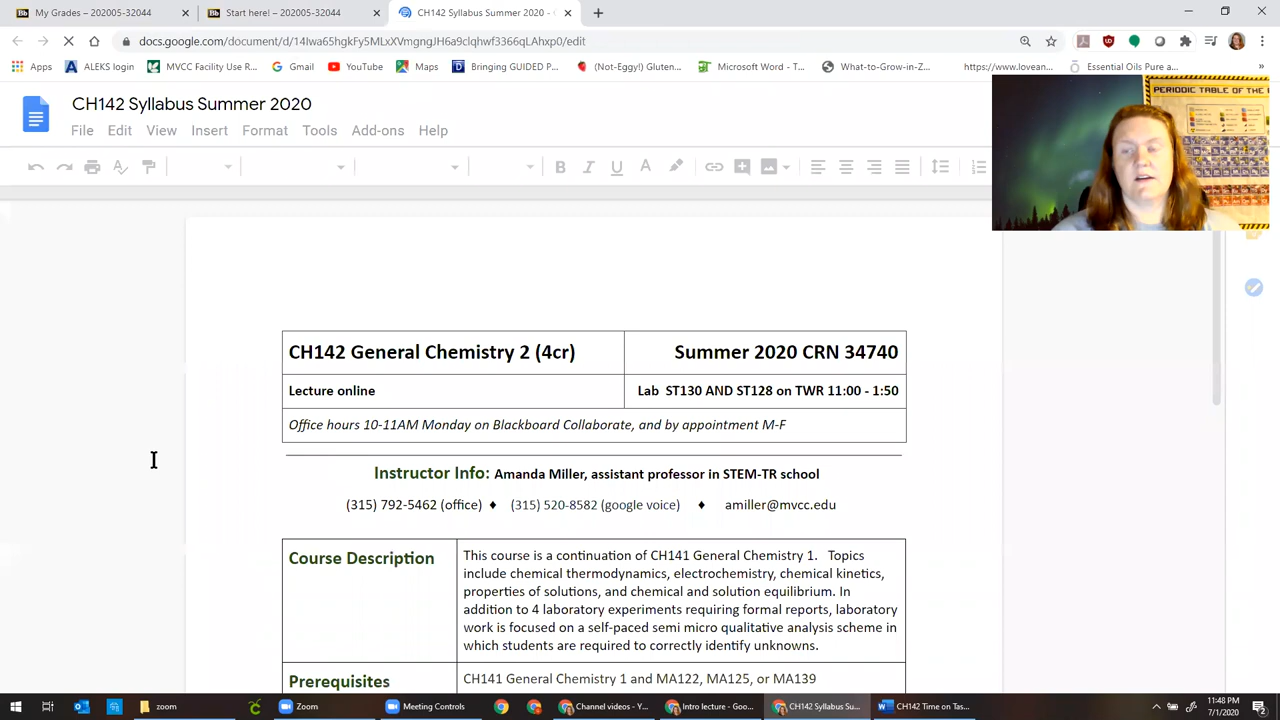 My Grades – 202005-32044
Start here! – 202005-32044
CH142 Syllabus Summer 2020 -
docs.google.com/document/d/14Iwa65hgkFy5MLxXVmgnqJH6a9clqhwf3366qLAhxp0/edit
Apps
ALEKS login
MVCC Facility Use R...
Gmail
YouTube
Maps
Bringing GUIDED P...
(Not-Eggy!) Gluten...
Microsoft Word - T...
What-to-Grow-in-Z...
https://www.lovean...
Essential Oils Pure a...
CH142 Syllabus Summer 2020
File Edit View Insert Format Tools Add-ons Help
PERIODIC TABLE OF THE
CH142 General Chemistry 2 (4cr)
Summer 2020 CRN 34740
Lecture online
Lab ST130 AND ST128 on TWR 11:00 - 1:50
Office hours 10-11AM Monday on Blackboard Collaborate, and by appointment M-F
Instructor Info: Amanda Miller, assistant professor in STEM-TR school
(315) 792-5462 (office) ♦ (315) 520-8582 (google voice) ♦ amiller@mvcc.edu
Course Description
This course is a continuation of CH141 General Chemistry 1. Topics
include chemical thermodynamics, electrochemistry, chemical kinetics,
properties of solutions, and chemical and solution equilibrium. In
addition to 4 laboratory experiments requiring formal reports, laboratory
work is focused on a self-paced semi micro qualitative analysis scheme in
which students are required to correctly identify unknowns.
Prerequisites
CH141 General Chemistry 1 and MA122, MA125, or MA139
zoom
Zoom
Meeting Controls
Channel videos - Y...
Intro lecture - Goo...
CH142 Syllabus Su...
CH142 Time on Tas...
11:48 PM
7/1/2020